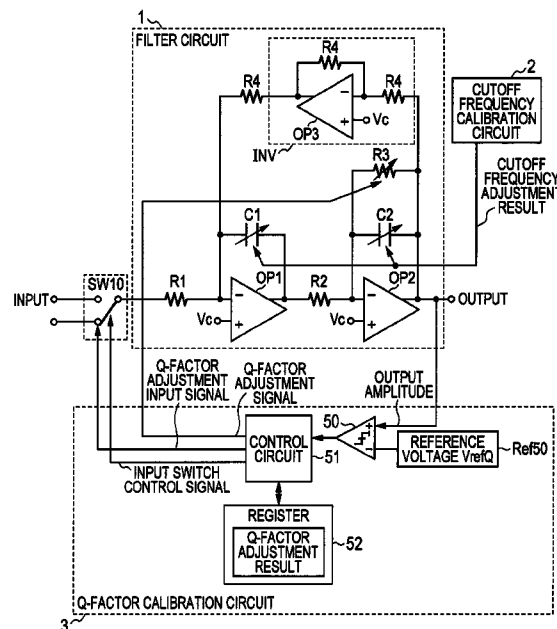 1
FILTER CIRCUIT
R4
R4
R4
OP3
−
+
Vc
INV
2
CUTOFF
FREQUENCY
CALIBRATION
CIRCUIT
CUTOFF
FREQUENCY
ADJUSTMENT
RESULT
R3
C1
C2
SW10
INPUT
R1
OP1
−
+
Vc
R2
OP2
−
+
Vc
OUTPUT
Q-FACTOR
ADJUSTMENT
INPUT SIGNAL
Q-FACTOR
ADJUSTMENT
SIGNAL
OUTPUT
AMPLITUDE
50
+
−
CONTROL
CIRCUIT
51
REFERENCE
VOLTAGE VrefQ
Ref50
INPUT SWITCH
CONTROL SIGNAL
REGISTER
52
Q-FACTOR
ADJUSTMENT
RESULT
Q-FACTOR CALIBRATION CIRCUIT
3